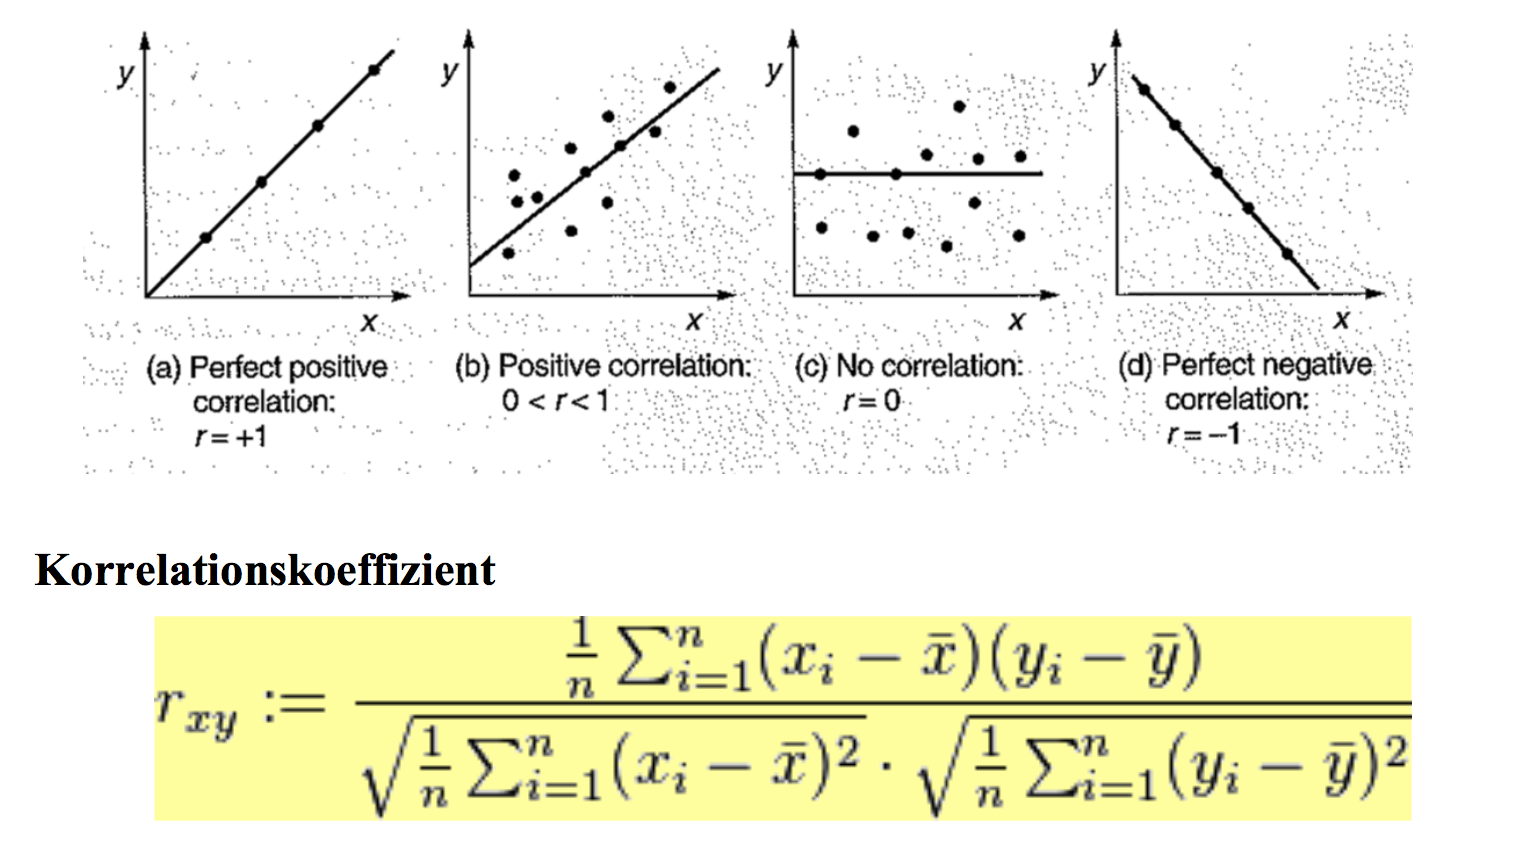 y y y y
x x x x
(a) Perfect positive
correlation:
r = +1
(b) Positive correlation:
0 < r < 1
(c) No correlation:
r = 0
(d) Perfect negative
correlation:
r = −1
Korrelationskoeffizient
r_{xy} := \frac{\frac{1}{n} \sum_{i=1}^{n} (x_i − \bar{x})(y_i − \bar{y})}{\sqrt{\frac{1}{n} \sum_{i=1}^{n} (x_i − \bar{x})^2} · \sqrt{\frac{1}{n} \sum_{i=1}^{n} (y_i − \bar{y})^2}}